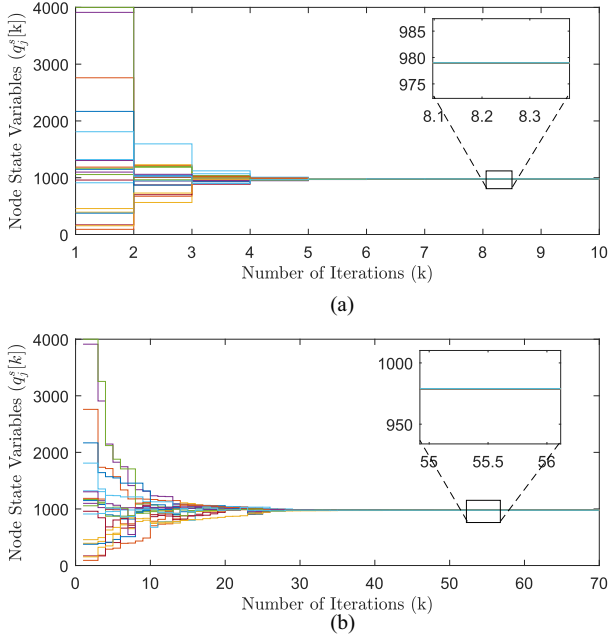 4000
3000
2000
1000
0
Node State Variables (q_j^s[k])
985
980
975
8.1 8.2 8.3
1 2 3 4 5 6 7 8 9 10
Number of Iterations (k)
(a)
4000
3000
2000
1000
0
Node State Variables (q_j^s[k])
1000
950
55 55.5 56
0 10 20 30 40 50 60 70
Number of Iterations (k)
(b)